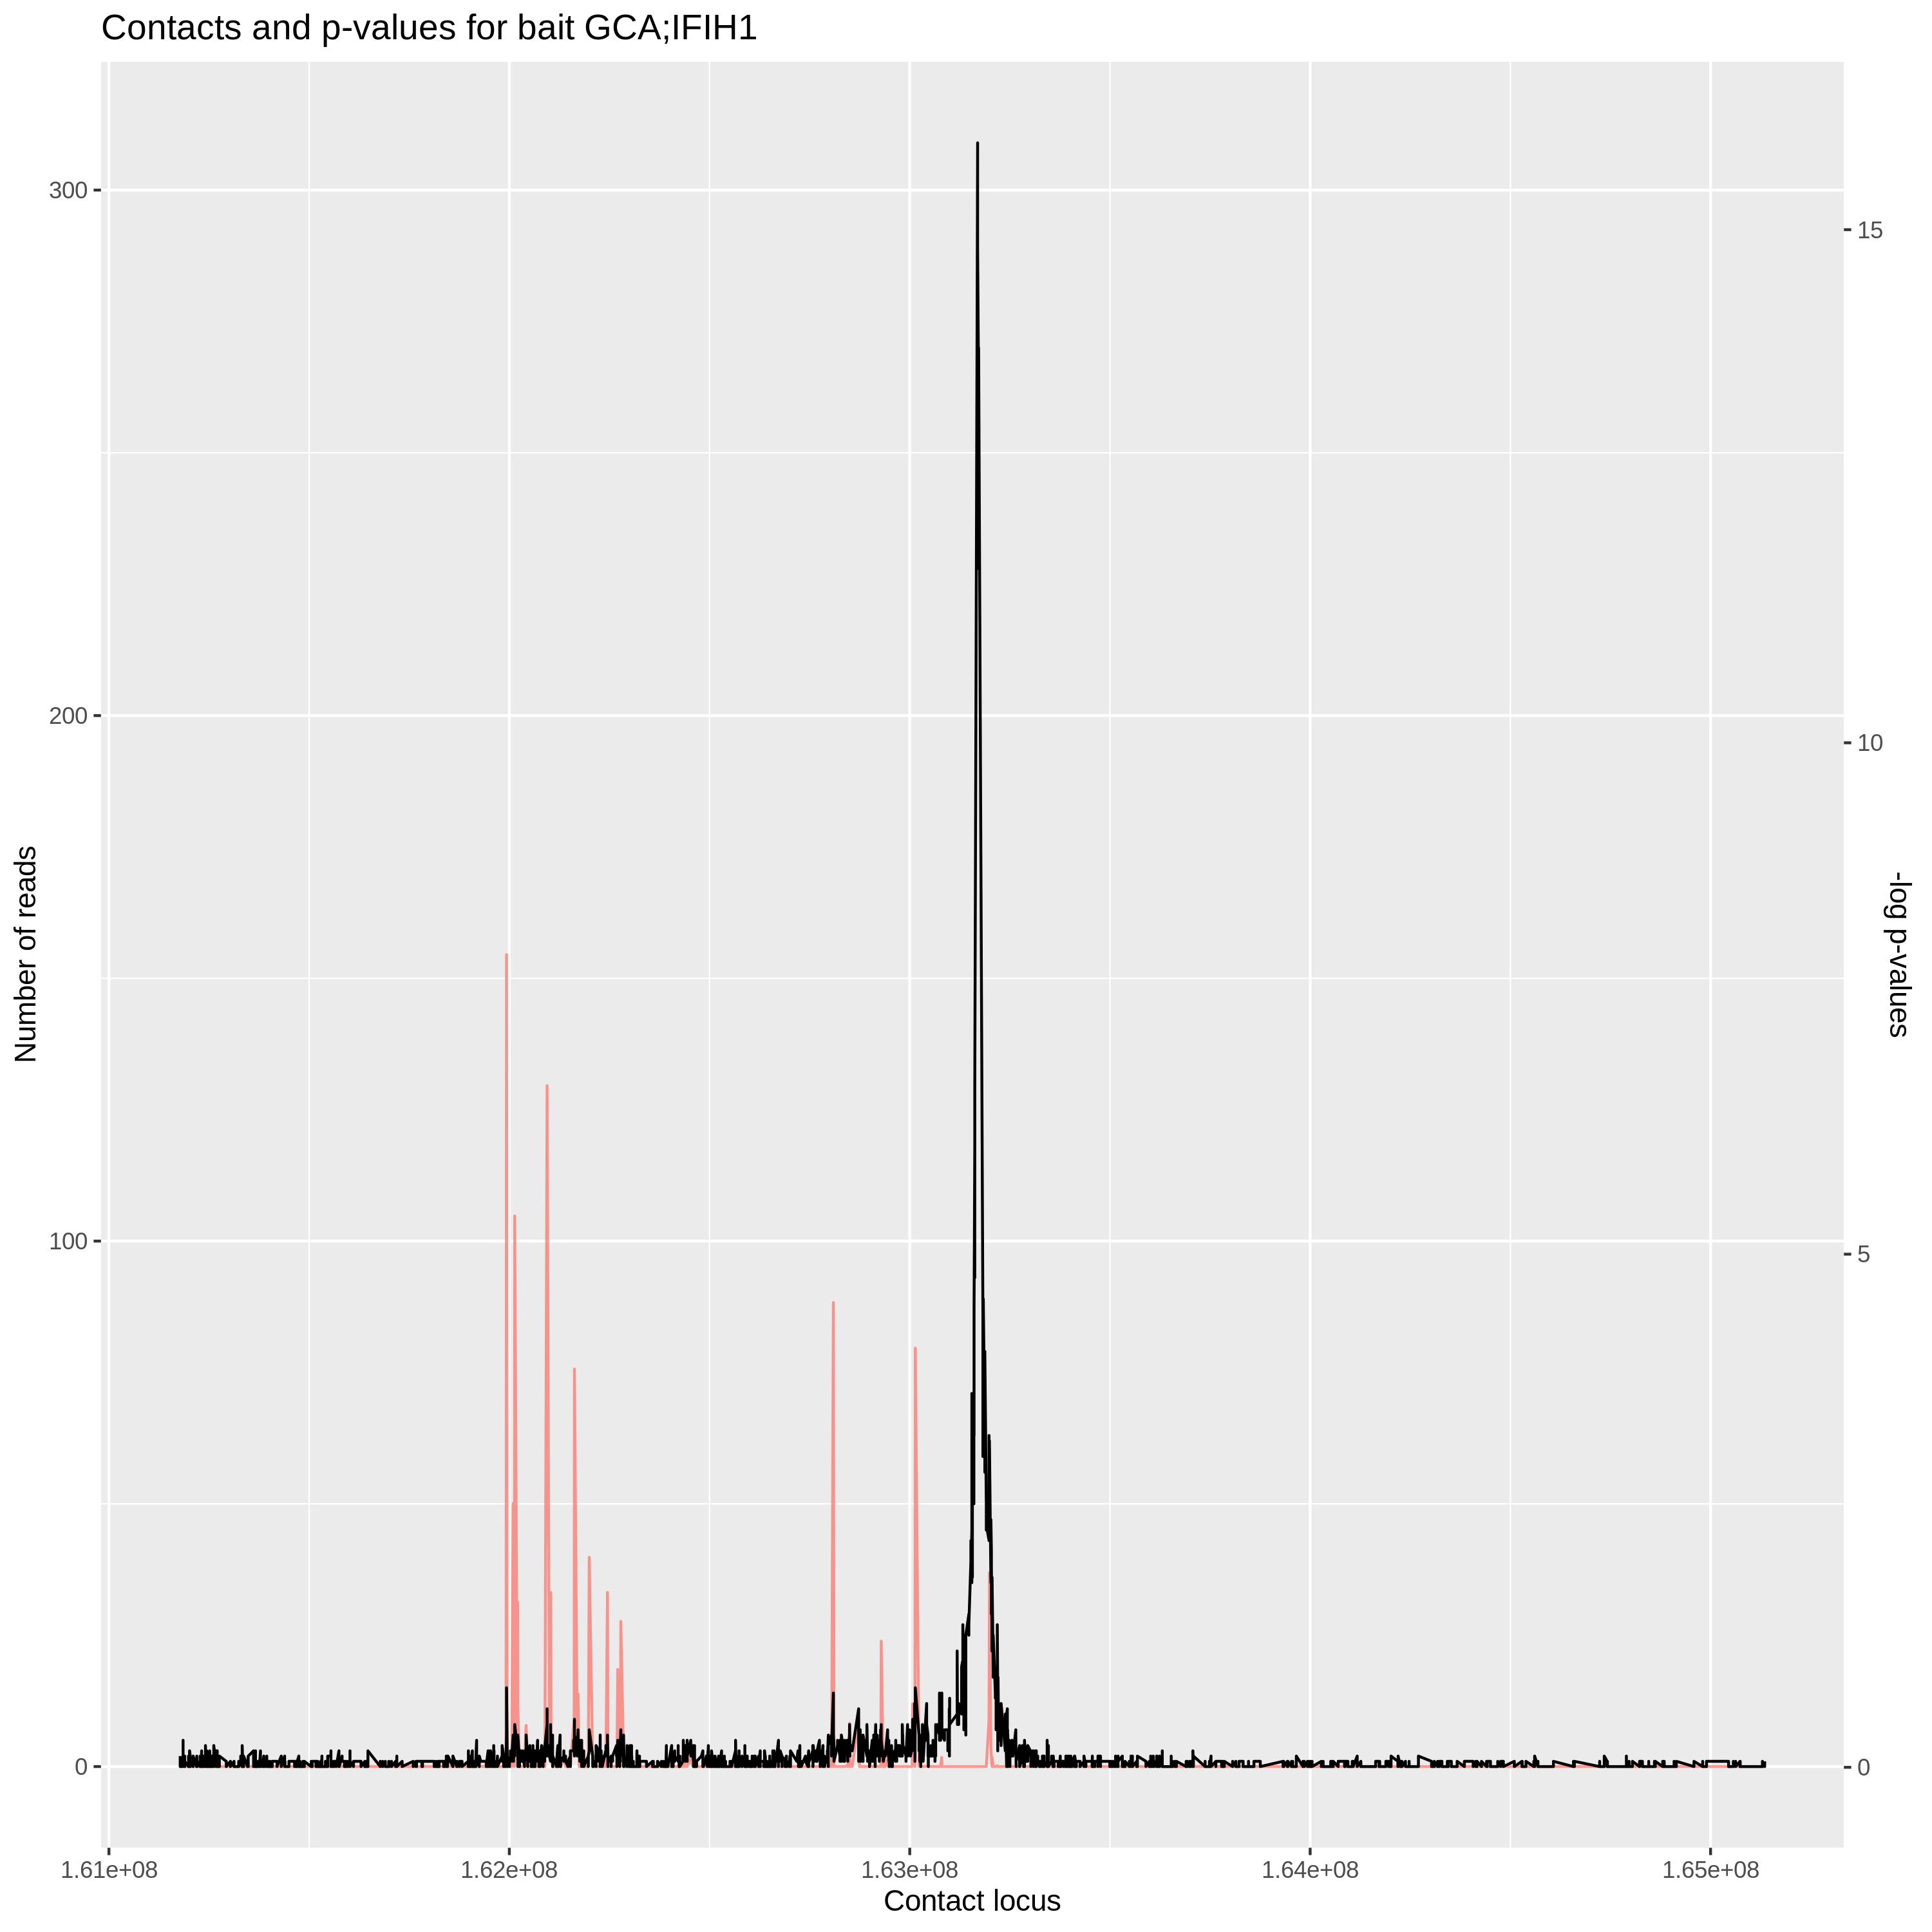 Contacts and p-values for bait GCA;IFIH1
300
200
100
0
Number of reads
15
10
5
0
-log p-values
1.61e+08
1.62e+08
1.63e+08
1.64e+08
1.65e+08
Contact locus